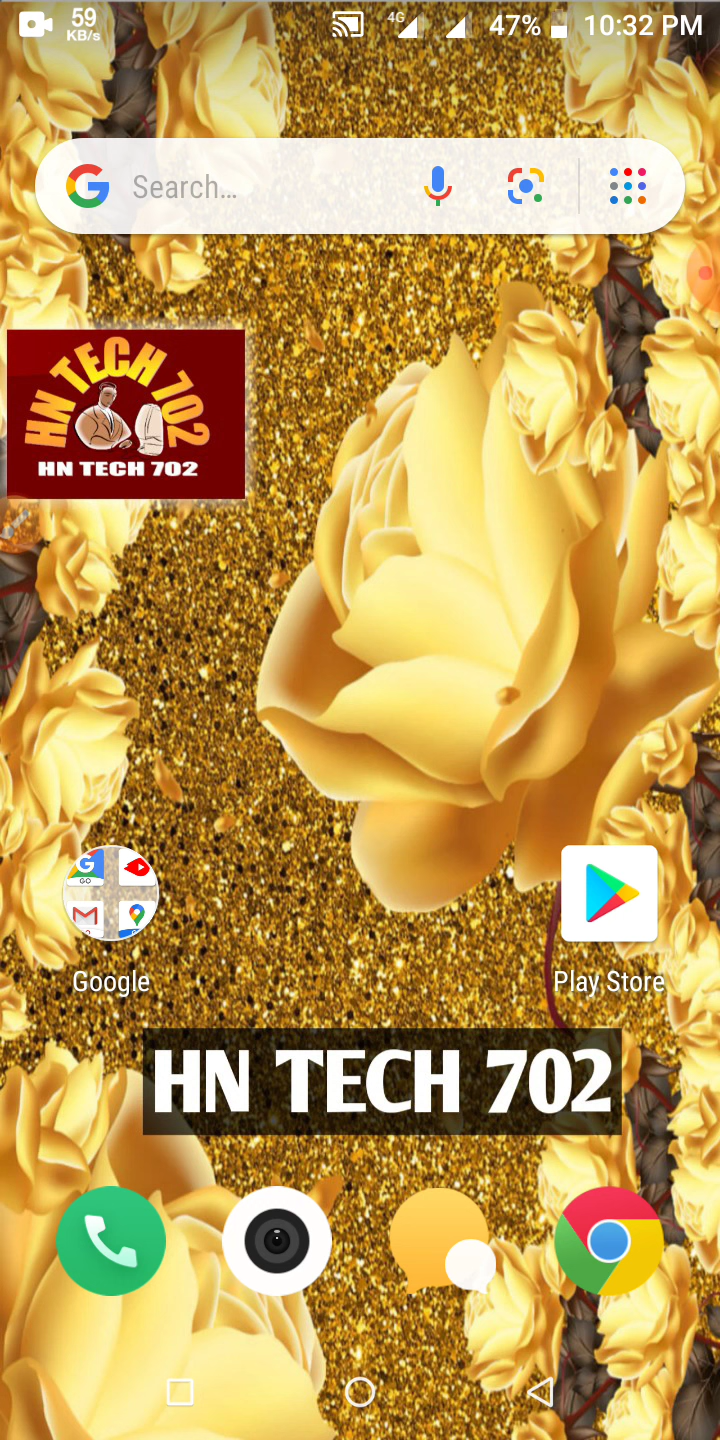 59
KB/s
4G
47%
10:32 PM
Search…
HN TECH 702
HN TECH 702
GO
Google
Play Store
HN TECH 702